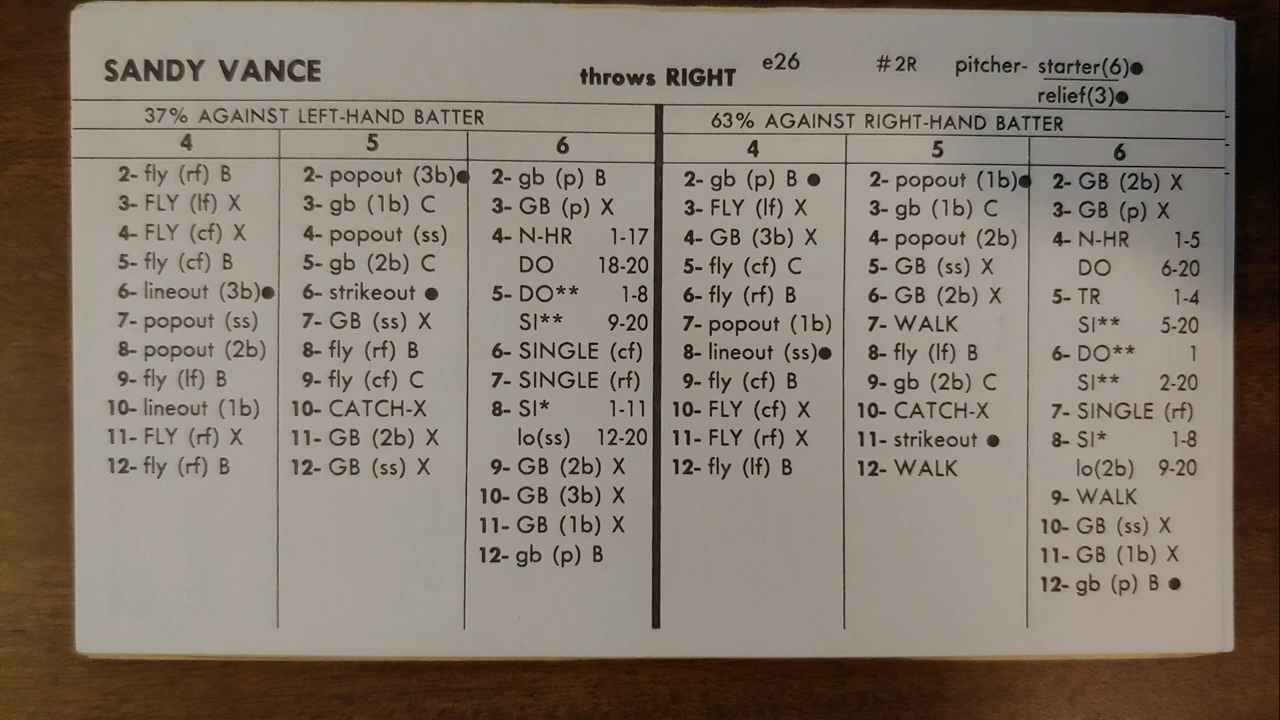 SANDY VANCE throws RIGHT e26 #2R pitcher- starter(6)●
relief(3)●
37% AGAINST LEFT-HAND BATTER
4 5 6
2- fly (rf) B
3- FLY (lf) X
4- FLY (cf) X
5- fly (cf) B
6- lineout (3b)●
7- popout (ss)
8- popout (2b)
9- fly (lf) B
10- lineout (1b)
11- FLY (rf) X
12- fly (rf) B
2- popout (3b)●
3- gb (1b) C
4- popout (ss)
5- gb (2b) C
6- strikeout ●
7- GB (ss) X
8- fly (rf) B
9- fly (cf) C
10- CATCH-X
11- GB (2b) X
12- GB (ss) X
2- gb (p) B
3- GB (p) X
4- N-HR 1-17
DO 18-20
5- DO** 1-8
SI** 9-20
6- SINGLE (cf)
7- SINGLE (rf)
8- SI* 1-11
lo(ss) 12-20
9- GB (2b) X
10- GB (3b) X
11- GB (1b) X
12- gb (p) B
63% AGAINST RIGHT-HAND BATTER
4 5 6
2- gb (p) B ●
3- FLY (lf) X
4- GB (3b) X
5- fly (cf) C
6- fly (rf) B
7- popout (1b)
8- lineout (ss)●
9- fly (cf) B
10- FLY (cf) X
11- FLY (rf) X
12- fly (lf) B
2- popout (1b)●
3- gb (1b) C
4- popout (2b)
5- GB (ss) X
6- GB (2b) X
7- WALK
8- fly (lf) B
9- gb (2b) C
10- CATCH-X
11- strikeout ●
12- WALK
2- GB (2b) X
3- GB (p) X
4- N-HR 1-5
DO 6-20
5- TR 1-4
SI** 5-20
6- DO** 1
SI** 2-20
7- SINGLE (rf)
8- SI* 1-8
lo(2b) 9-20
9- WALK
10- GB (ss) X
11- GB (1b) X
12- gb (p) B ●